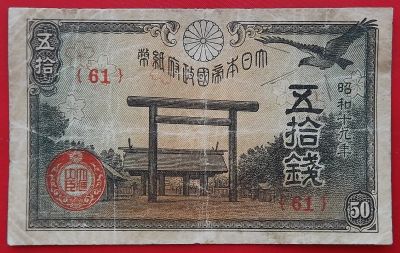 幣紙府政國帝本日大
五拾
{61}
昭和十九年
五拾錢
{61}
50